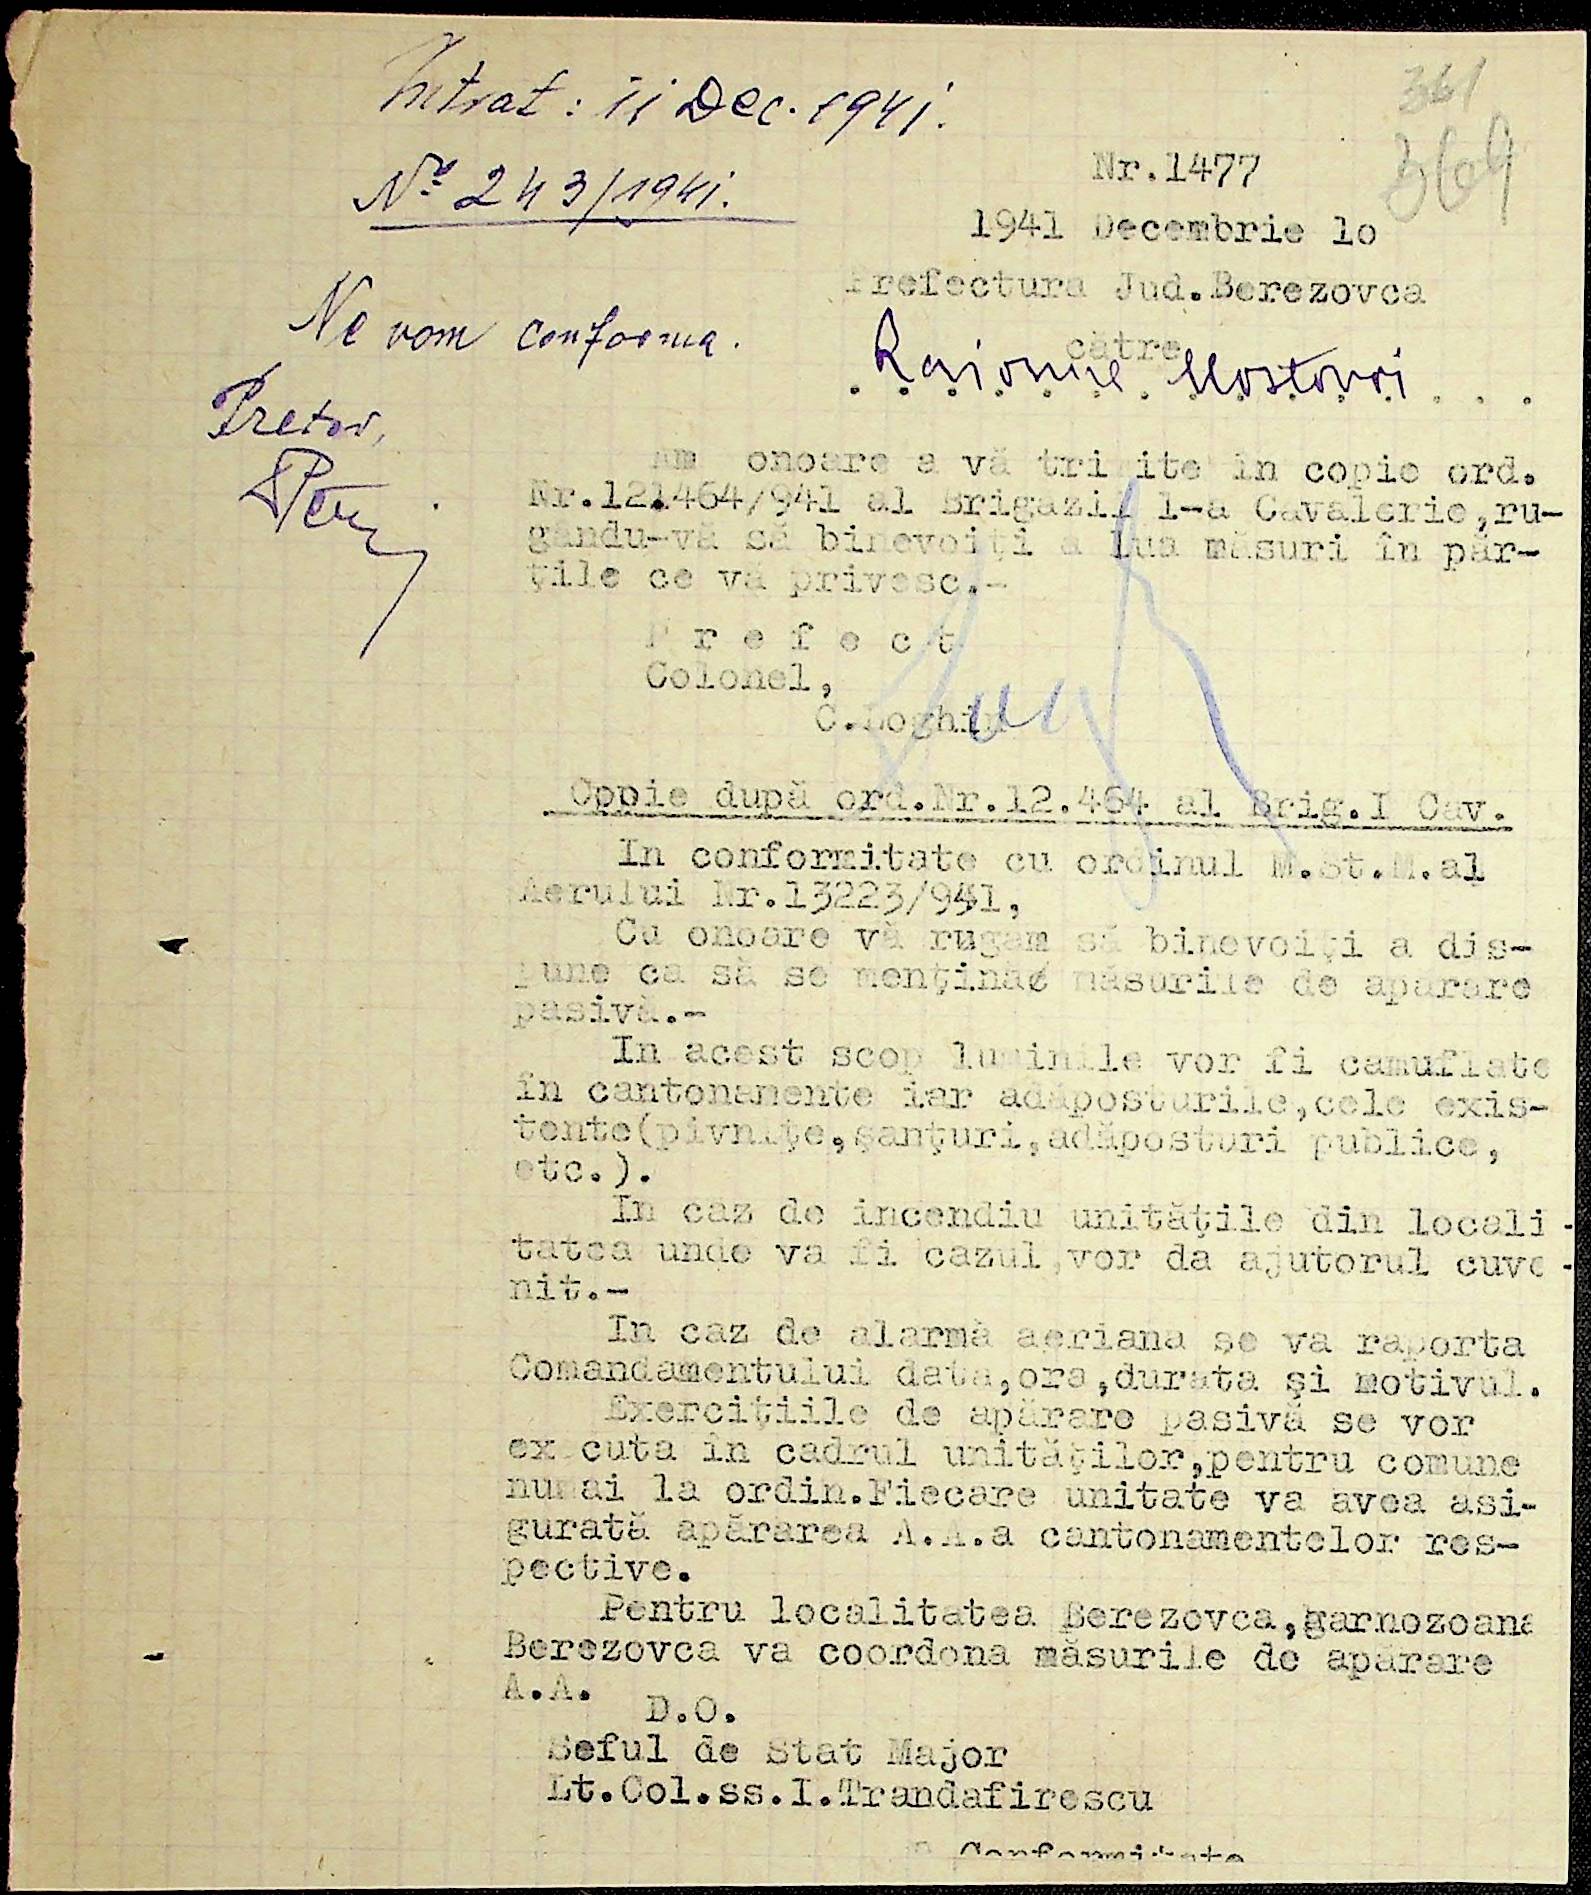 Intrat: 11 Dec. 1941.
No 243/1941.
Ne vom conforma.
Pretor,
361
369
Nr.1477
1941 Decembrie 1o
Prefectura Jud.Berezovca
către
Raionul Mostovoi
Am onoare a vă trimite în copie ord.
Nr.121464/941 al Brigăzii 1-a Cavalerie,ru-
gându-vă să binevoiți a lua măsuri în păr-
țile ce vă privesc.-
P r e f e c t
Colonel,
C.Loghin
Copie după ord.Nr.12.464 al Brig.I Cav.
In conformitate cu ordinul M.St.M.al
Aerului Nr.13223/941,
Cu onoare vă rugăm să binevoiți a dis-
pune ca să se mențină măsurile de apărare
pasivă.-
In acest scop luminile vor fi camuflate
în cantonamente iar adăposturile,cele exis-
tente(pivnițe,șanțuri,adăposturi publice,
etc.).
In caz de incendiu unitățile din locali-
tatea unde va fi cazul,vor da ajutorul cuve-
nit.-
In caz de alarmă aeriana se va raporta
Comandamentului data,ora,durata și motivul.
Exercițiile de apărare pasivă se vor
executa în cadrul unităților,pentru comune
numai la ordin.Fiecare unitate va avea asi-
gurată apărarea A.A.a cantonamentelor res-
pective.
Pentru localitatea Berezovca,garnozoana
Berezovca va coordona măsurile de apărare
A.A.
D.O.
Seful de Stat Major
Lt.Col.ss.I.Trandafirescu
Conformitate